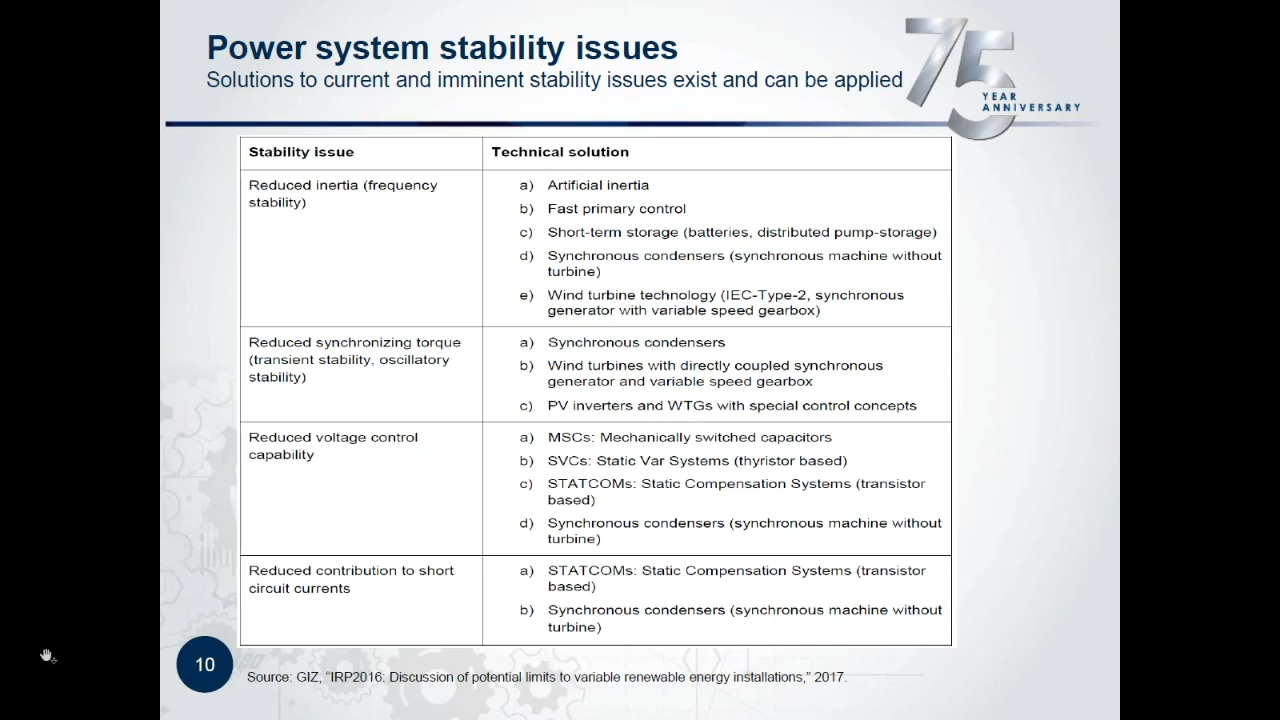 Power system stability issues
Solutions to current and imminent stability issues exist and can be applied
75
YEAR
ANNIVERSARY
Stability issue
Technical solution
Reduced inertia (frequency
stability)
a) Artificial inertia
b) Fast primary control
c) Short-term storage (batteries, distributed pump-storage)
d) Synchronous condensers (synchronous machine without
turbine)
e) Wind turbine technology (IEC-Type-2, synchronous
generator with variable speed gearbox)
Reduced synchronizing torque
(transient stability, oscillatory
stability)
a) Synchronous condensers
b) Wind turbines with directly coupled synchronous
generator and variable speed gearbox
c) PV inverters and WTGs with special control concepts
Reduced voltage control
capability
a) MSCs: Mechanically switched capacitors
b) SVCs: Static Var Systems (thyristor based)
c) STATCOMs: Static Compensation Systems (transistor
based)
d) Synchronous condensers (synchronous machine without
turbine)
Reduced contribution to short
circuit currents
a) STATCOMs: Static Compensation Systems (transistor
based)
b) Synchronous condensers (synchronous machine without
turbine)
10
Source: GIZ, “IRP2016: Discussion of potential limits to variable renewable energy installations,” 2017.